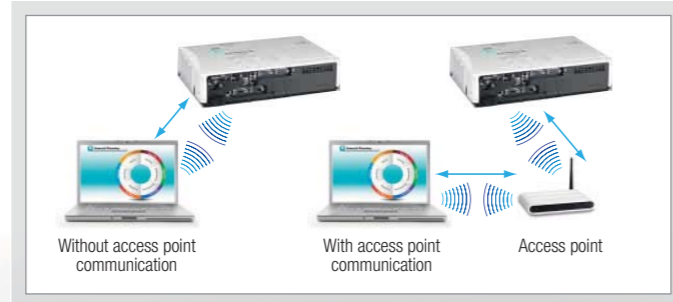 Without access point
communication
With access point
communication
Access point